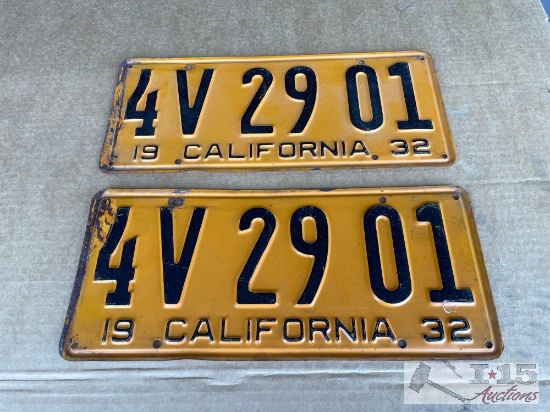 4V 29 01
19 CALIFORNIA 32
4V 29 01
19 CALIFORNIA 32
I-15
Auctions